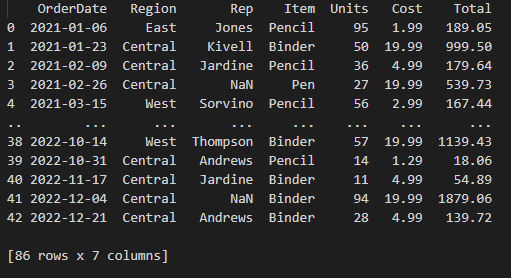 OrderDate Region Rep Item Units Cost Total
0 2021-01-06 East Jones Pencil 95 1.99 189.05
1 2021-01-23 Central Kivell Binder 50 19.99 999.50
2 2021-02-09 Central Jardine Pencil 36 4.99 179.64
3 2021-02-26 Central NaN Pen 27 19.99 539.73
4 2021-03-15 West Sorvino Pencil 56 2.99 167.44
.. ... ... ... ... ... ... ...
38 2022-10-14 West Thompson Binder 57 19.99 1139.43
39 2022-10-31 Central Andrews Pencil 14 1.29 18.06
40 2022-11-17 Central Jardine Binder 11 4.99 54.89
41 2022-12-04 Central NaN Binder 94 19.99 1879.06
42 2022-12-21 Central Andrews Binder 28 4.99 139.72
[86 rows x 7 columns]